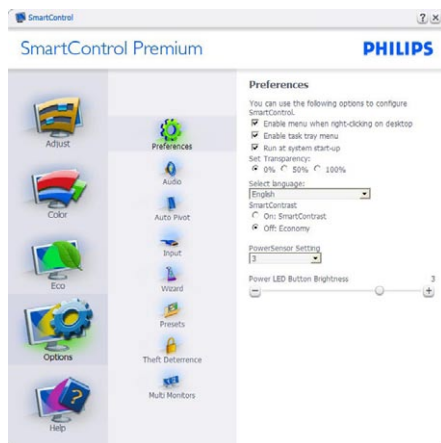 SmartControl
? x
SmartControl Premium
PHILIPS
Adjust
Color
Eco
Options
Help
Preferences
Audio
Auto Pivot
Input
Wizard
Presets
Theft Deterrence
Multi Monitors
Preferences
You can use the following options to configure
SmartControl.
Enable menu when right-clicking on desktop
Enable task tray menu
Run at system start-up
Set Transparency:
0% 50% 100%
Select language:
English
SmartContrast
On: SmartContrast
Off: Economy
PowerSensor Setting
3
Power LED Button Brightness 3
- +